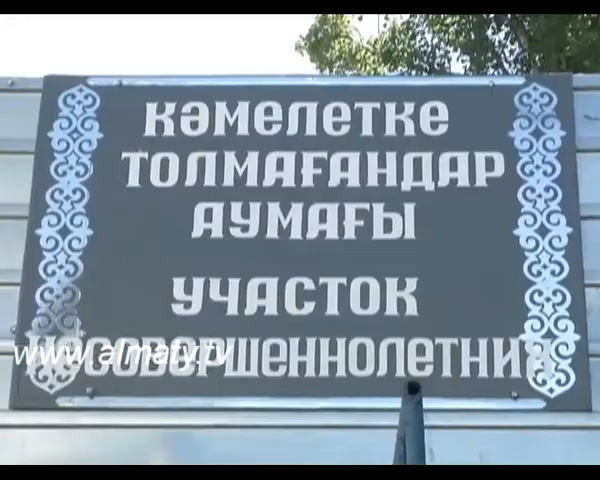 КӘМЕЛЕТКЕ
ТОЛМАҒАНДАР
АУМАҒЫ
УЧАСТОК
НЕСОВЕРШЕННОЛЕТНИХ
www.almaty.tv